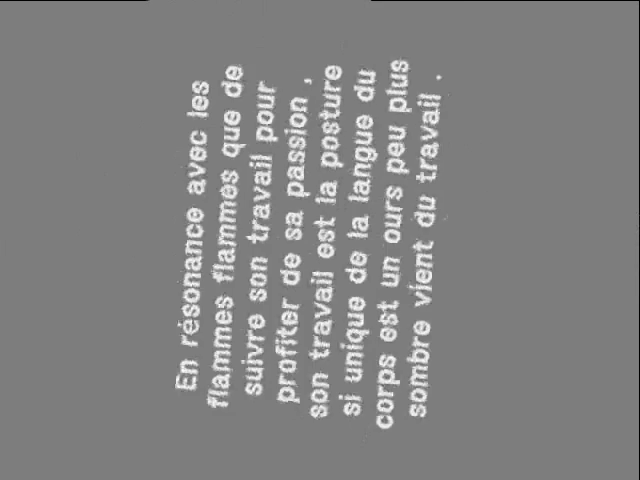 En résonance avec les
flammes flammes que de
suivre son travail pour
profiter de sa passion ,
son travail est la posture
si unique de la langue du
corps est un ours peu plus
sombre vient du travail .